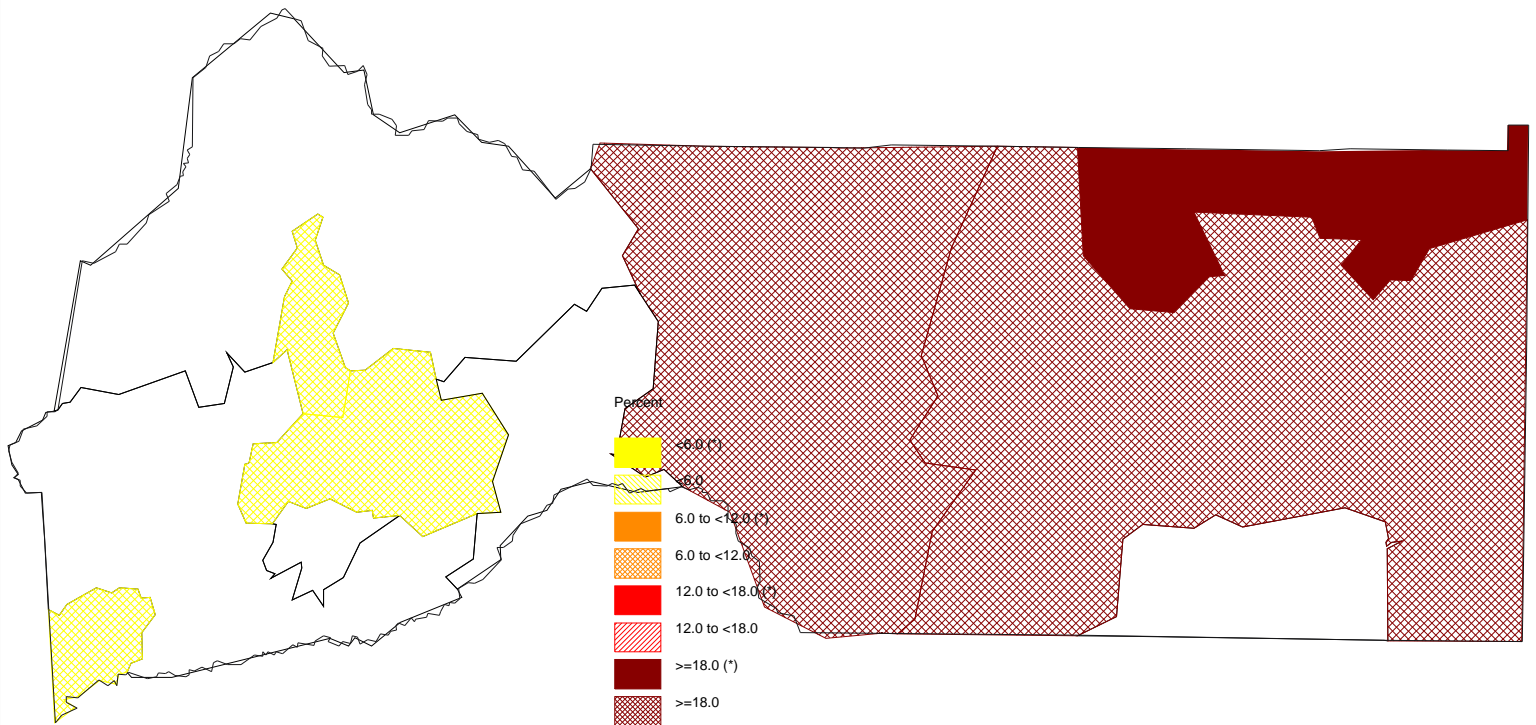 Percent
<6.0 (*)
<6.0
6.0 to <12.0 (*)
6.0 to <12.0
12.0 to <18.0 (*)
12.0 to <18.0
>=18.0 (*)
>=18.0